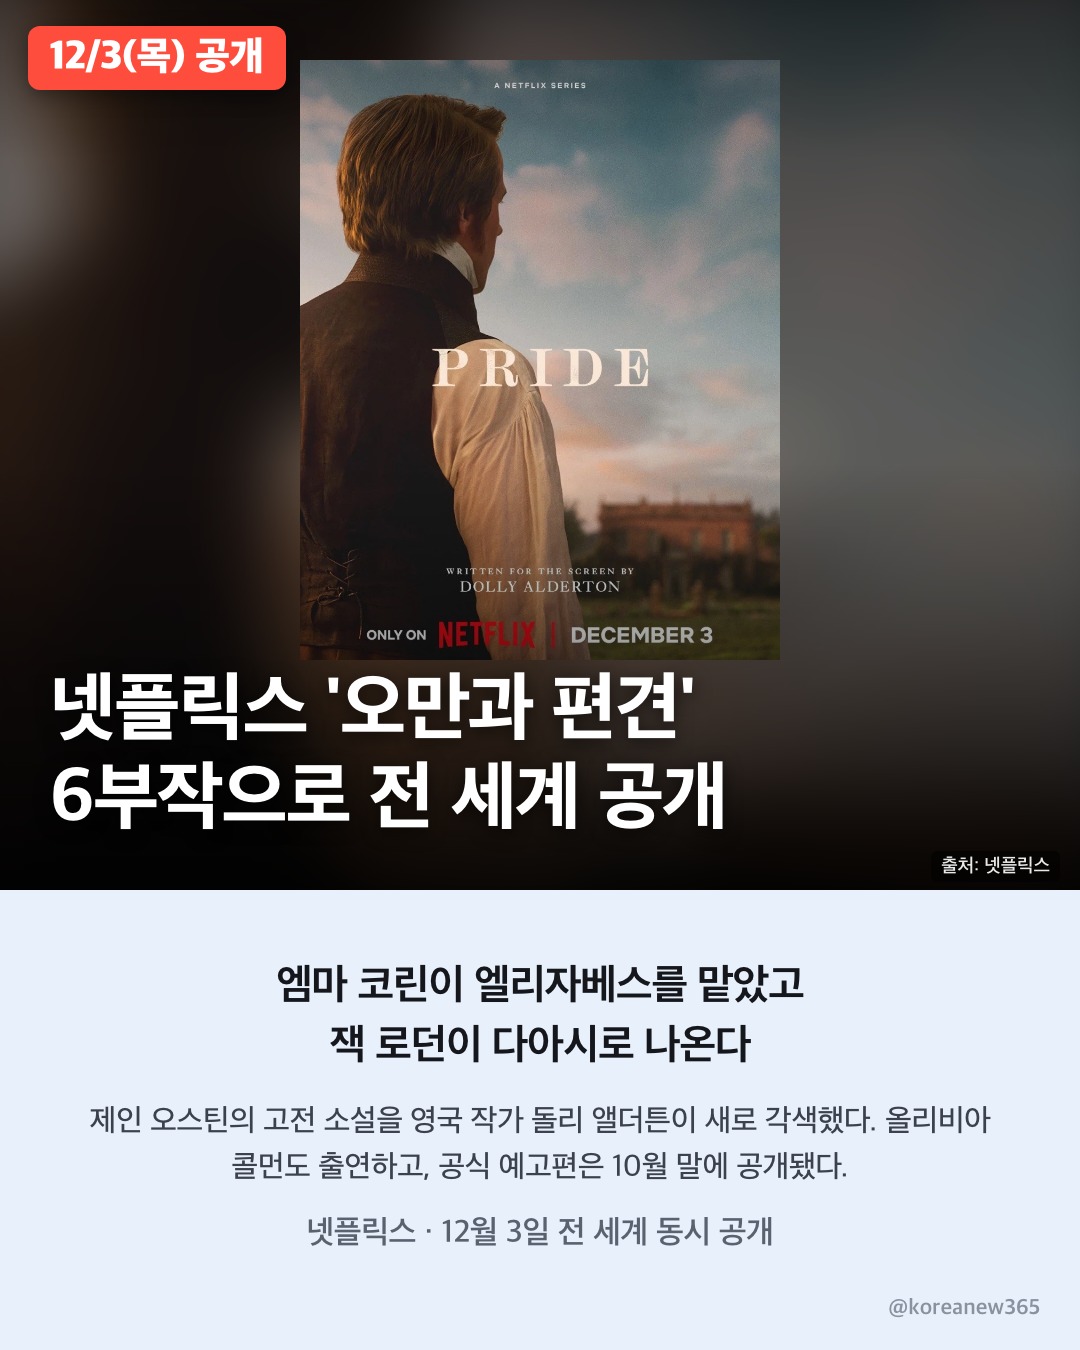 12/3(목) 공개
A NETFLIX SERIES
PRIDE
WRITTEN FOR THE SCREEN BY
DOLLY ALDERTON
ONLY ON NETFLIX | DECEMBER 3
넷플릭스 '오만과 편견'
6부작으로 전 세계 공개
출처: 넷플릭스
엠마 코린이 엘리자베스를 맡았고
잭 로던이 다아시로 나온다
제인 오스틴의 고전 소설을 영국 작가 돌리 앨더튼이 새로 각색했다. 올리비아
콜먼도 출연하고, 공식 예고편은 10월 말에 공개됐다.
넷플릭스 · 12월 3일 전 세계 동시 공개
@koreanew365